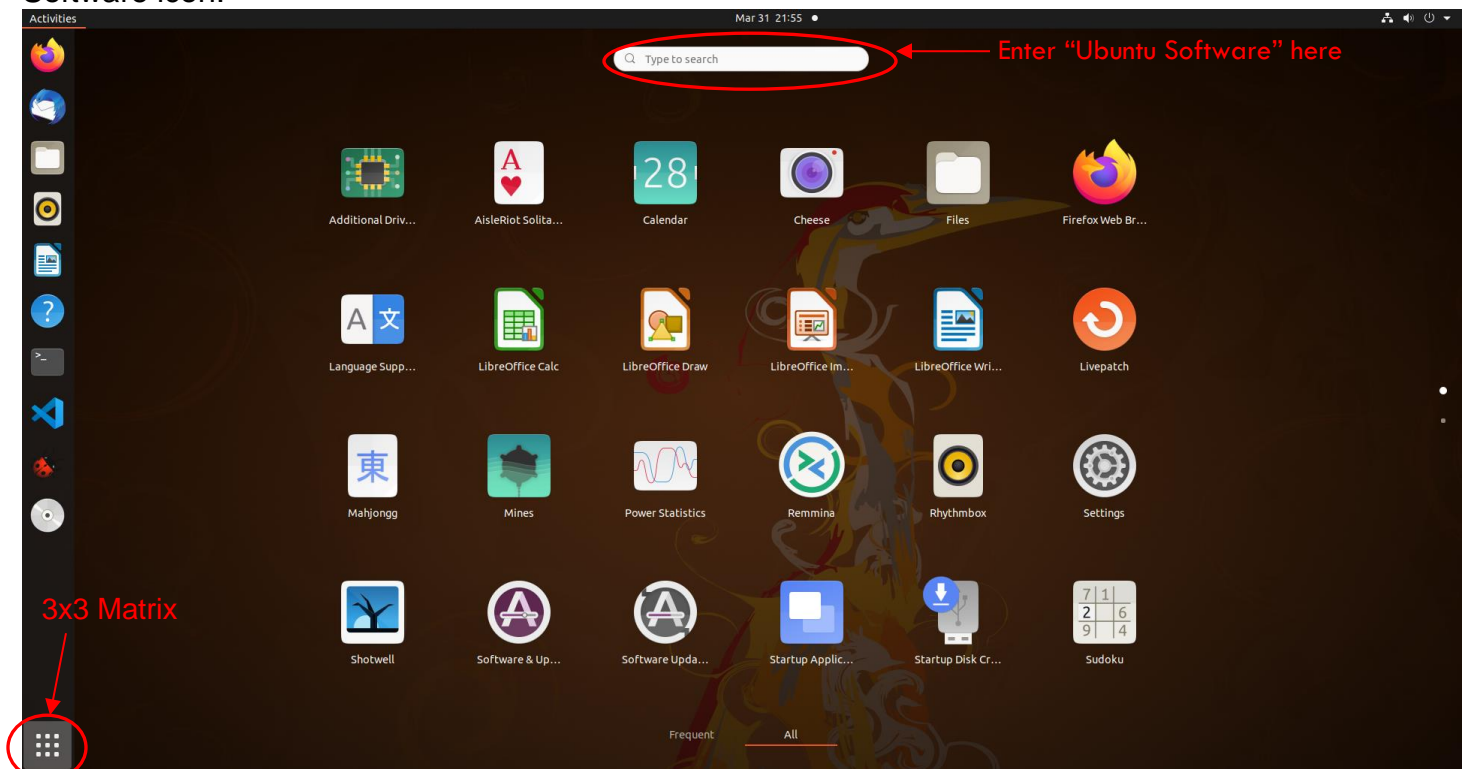 Software icon.
Activities
Mar 31 21:55
Type to search
Enter “Ubuntu Software” here
Additional Driv...
A
AisleRiot Solita...
28
Calendar
Cheese
Files
Firefox Web Br...
?
A 文
Language Supp...
LibreOffice Calc
LibreOffice Draw
LibreOffice Im...
LibreOffice Wri...
Livepatch
>_
東
Mahjongg
Mines
Power Statistics
Remmina
Rhythmbox
Settings
3x3 Matrix
Shotwell
A
Software & Up...
A
Software Upda...
Startup Applic...
Startup Disk Cr...
7 1
2 6
9 4
Sudoku
Frequent
All